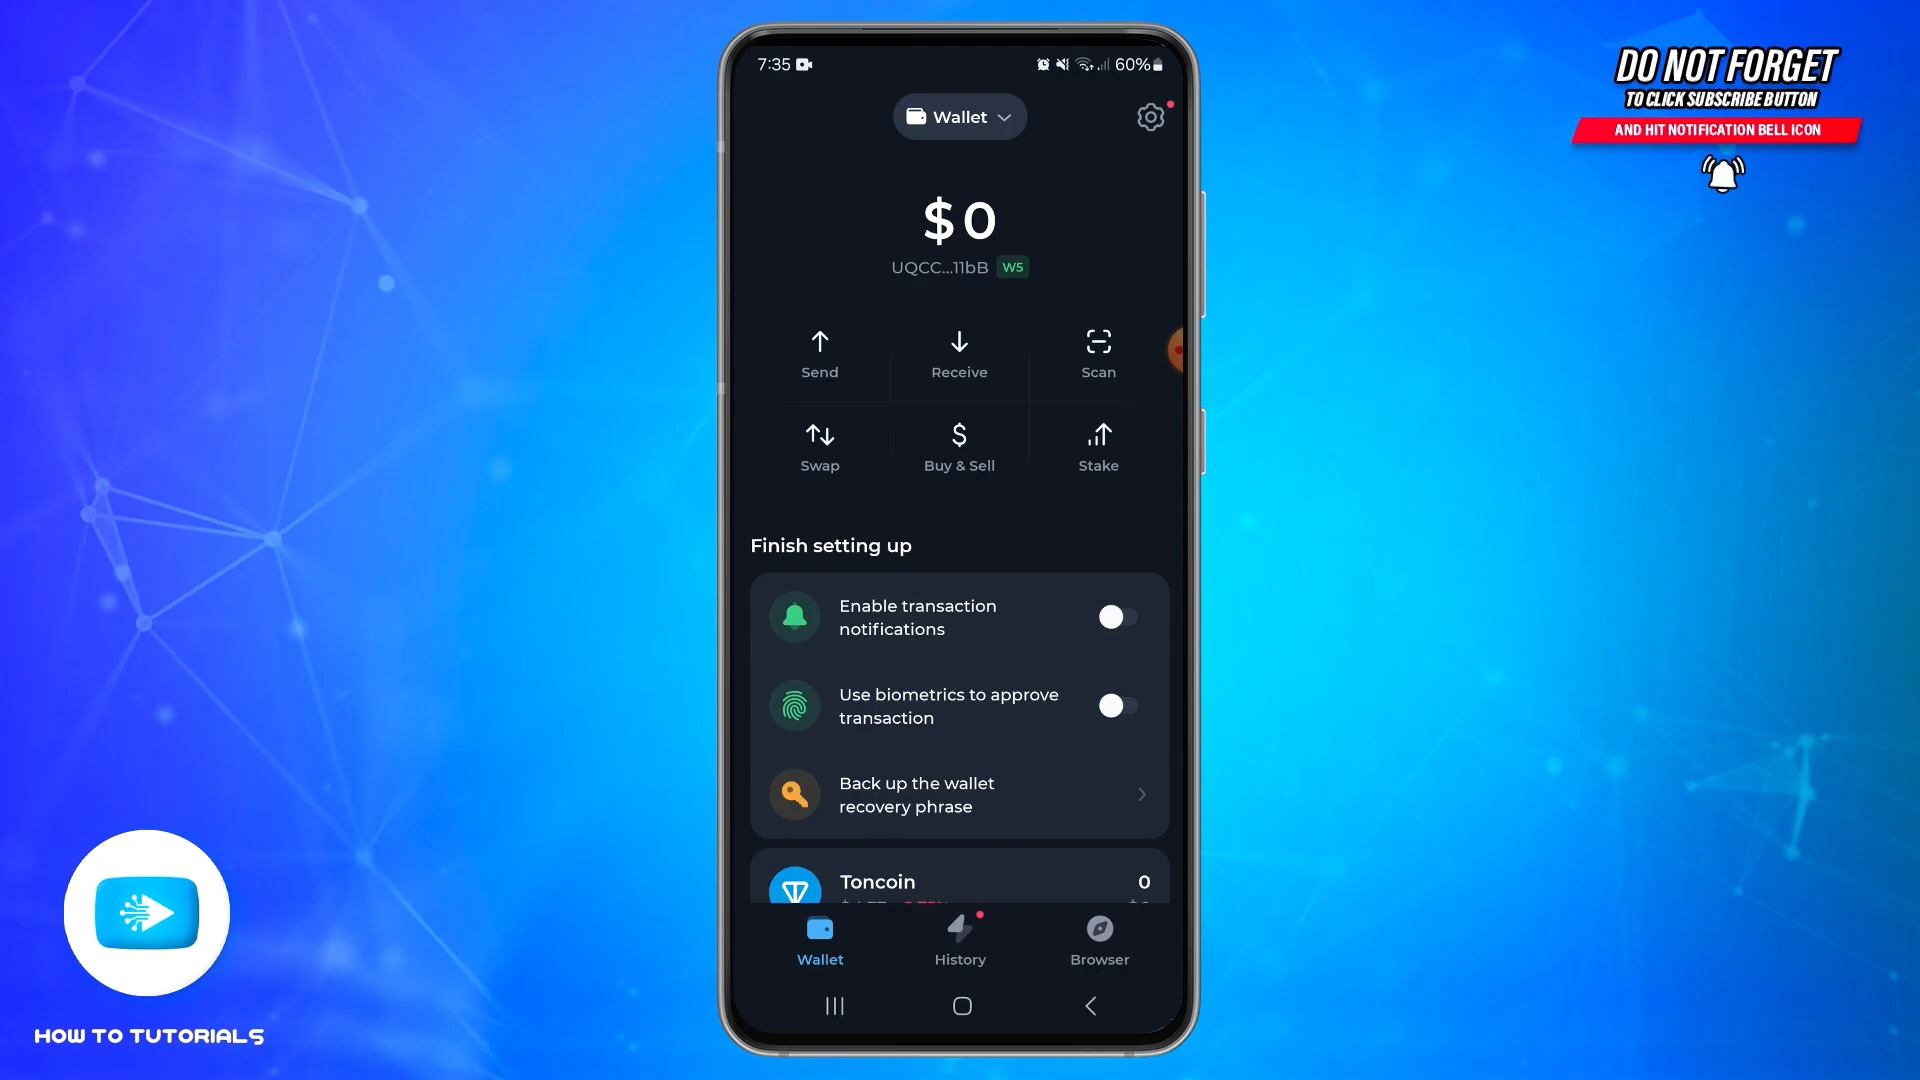 7:35
60%
DO NOT FORGET
TO CLICK SUBSCRIBE BUTTON
AND HIT NOTIFICATION BELL ICON
Wallet
$0
UQCC...11bB W5
Send Receive Scan
Swap Buy & Sell Stake
Finish setting up
Enable transaction
notifications
Use biometrics to approve
transaction
Back up the wallet
recovery phrase
Toncoin 0
Wallet History Browser
HOW TO TUTORIALS